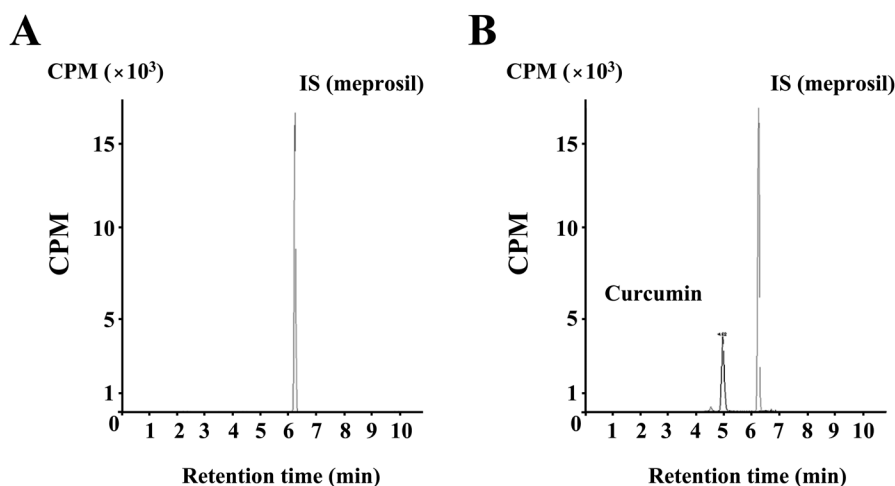 A
CPM (×10³)
IS (meprosil)
CPM
15
10
5
1
0
1 2 3 4 5 6 7 8 9 10
Retention time (min)
B
CPM (×10³)
IS (meprosil)
CPM
Curcumin
15
10
5
1
0
1 2 3 4 5 6 7 8 9 10
Retention time (min)